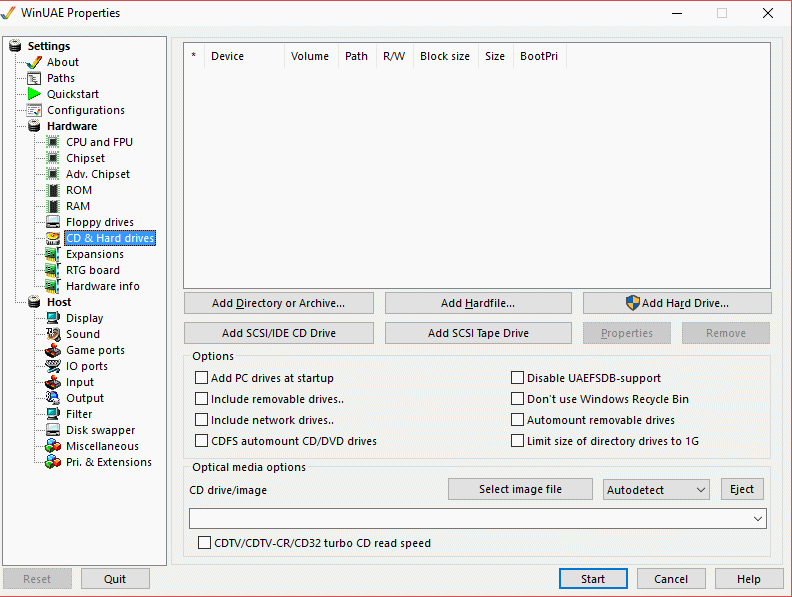 WinUAE Properties
Settings
About
Paths
Quickstart
Configurations
Hardware
CPU and FPU
Chipset
Adv. Chipset
ROM
RAM
Floppy drives
CD & Hard drives
Expansions
RTG board
Hardware info
Host
Display
Sound
Game ports
IO ports
Input
Output
Filter
Disk swapper
Miscellaneous
Pri. & Extensions
* Device Volume Path R/W Block size Size BootPri
Add Directory or Archive... Add Hardfile... Add Hard Drive...
Add SCSI/IDE CD Drive Add SCSI Tape Drive Properties Remove
Options
Add PC drives at startup Disable UAEFSDB-support
Include removable drives.. Don't use Windows Recycle Bin
Include network drives.. Automount removable drives
CDFS automount CD/DVD drives Limit size of directory drives to 1G
Optical media options
CD drive/image Select image file Autodetect Eject
CDTV/CDTV-CR/CD32 turbo CD read speed
Reset Quit Start Cancel Help